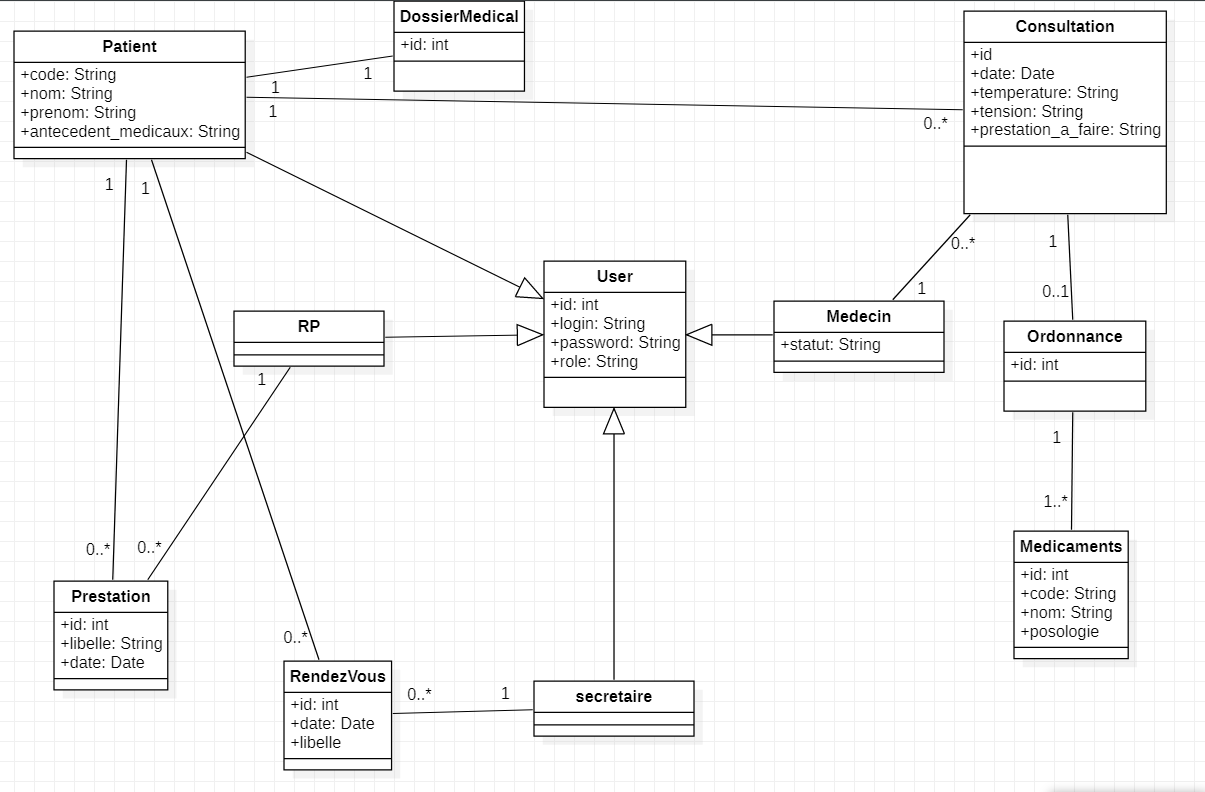 DossierMedical
+id: int
Patient
+code: String
+nom: String
+prenom: String
+antecedent_medicaux: String
Consultation
+id
+date: Date
+temperature: String
+tension: String
+prestation_a_faire: String
1
1
1
0..*
1
1
0..*
1
1
0..1
User
+id: int
+login: String
+password: String
+role: String
RP
1
Medecin
+statut: String
Ordonnance
+id: int
1
1..*
0..*
0..*
Medicaments
+id: int
+code: String
+nom: String
+posologie
Prestation
+id: int
+libelle: String
+date: Date
0..*
RendezVous
+id: int
+date: Date
+libelle
0..*
1
secretaire